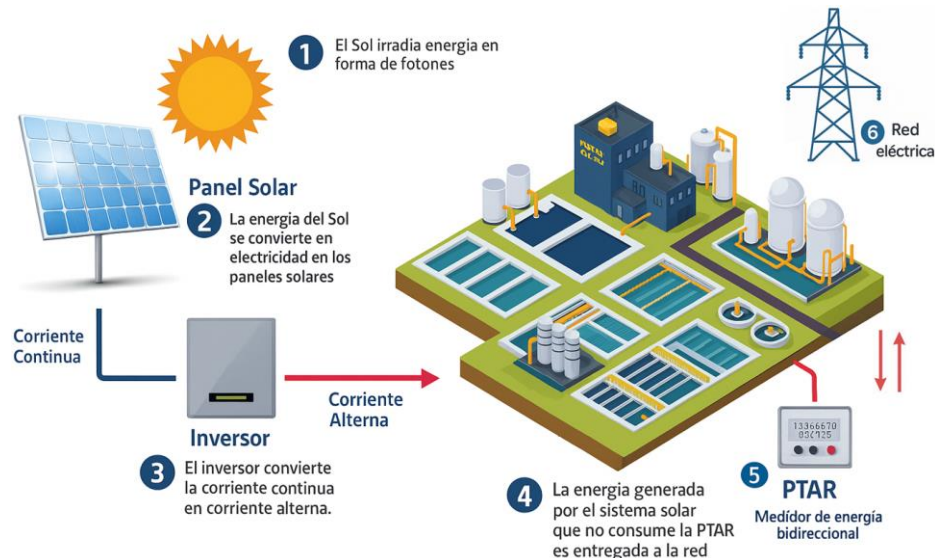 1
El Sol irradia energia en
forma de fotones
6 Red
eléctrica
Panel Solar
2
La energia del Sol
se convierte en
electricidad en los
paneles solares
Corriente
Continua
Corriente
Alterna
Inversor
3
El inversor convierte
la corriente continua
en corriente alterna.
4
La energia generada
por el sistema solar
que no consume la PTAR
es entregada a la red
13366670
5
PTAR
Medídor de energía
bidireccional